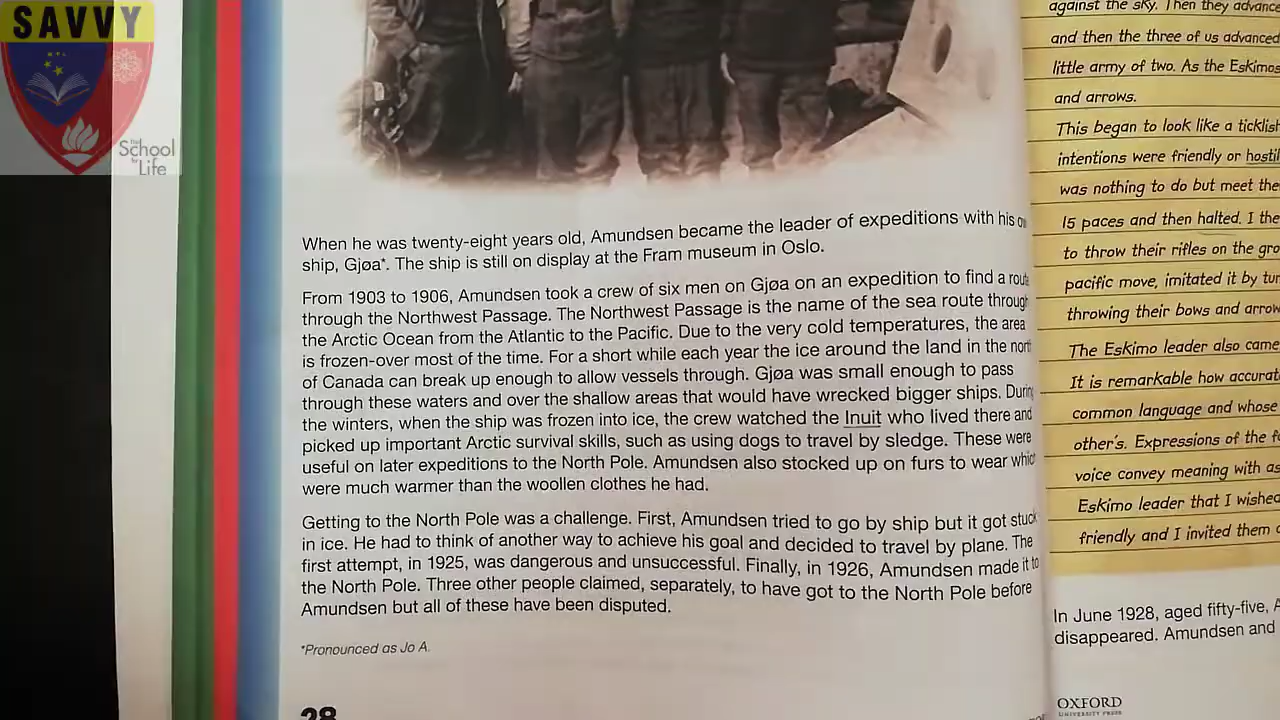 SAVVY
The
School
for
Life
When he was twenty-eight years old, Amundsen became the leader of expeditions with his
ship, Gjøa*. The ship is still on display at the Fram museum in Oslo.
From 1903 to 1906, Amundsen took a crew of six men on Gjøa on an expedition to find a route
through the Northwest Passage. The Northwest Passage is the name of the sea route through
the Arctic Ocean from the Atlantic to the Pacific. Due to the very cold temperatures, the area
is frozen-over most of the time. For a short while each year the ice around the land in the north
of Canada can break up enough to allow vessels through. Gjøa was small enough to pass
through these waters and over the shallow areas that would have wrecked bigger ships. During
the winters, when the ship was frozen into ice, the crew watched the Inuit who lived there and
picked up important Arctic survival skills, such as using dogs to travel by sledge. These were
useful on later expeditions to the North Pole. Amundsen also stocked up on furs to wear which
were much warmer than the woollen clothes he had.
Getting to the North Pole was a challenge. First, Amundsen tried to go by ship but it got stuck
in ice. He had to think of another way to achieve his goal and decided to travel by plane. The
first attempt, in 1925, was dangerous and unsuccessful. Finally, in 1926, Amundsen made it to
the North Pole. Three other people claimed, separately, to have got to the North Pole before
Amundsen but all of these have been disputed.
*Pronounced as Jo A.
28
against the sky. Then they advance
and then the three of us advanced
little army of two. As the Eskimos
and arrows.
This began to look like a ticklish
intentions were friendly or
was nothing to do but meet the
15 paces and then halted. I
to throw their rifles on the
pacific move, imitated it by
throwing their bows and
The Eskimo leader also came
It is remarkable how
common language and whose
other's. Expressions of the
voice convey meaning with
Eskimo leader that I wished
friendly and I invited them
In June 1928, aged fifty-five,
disappeared. Amundsen and
OXFORD
UNIVERSITY PRESS